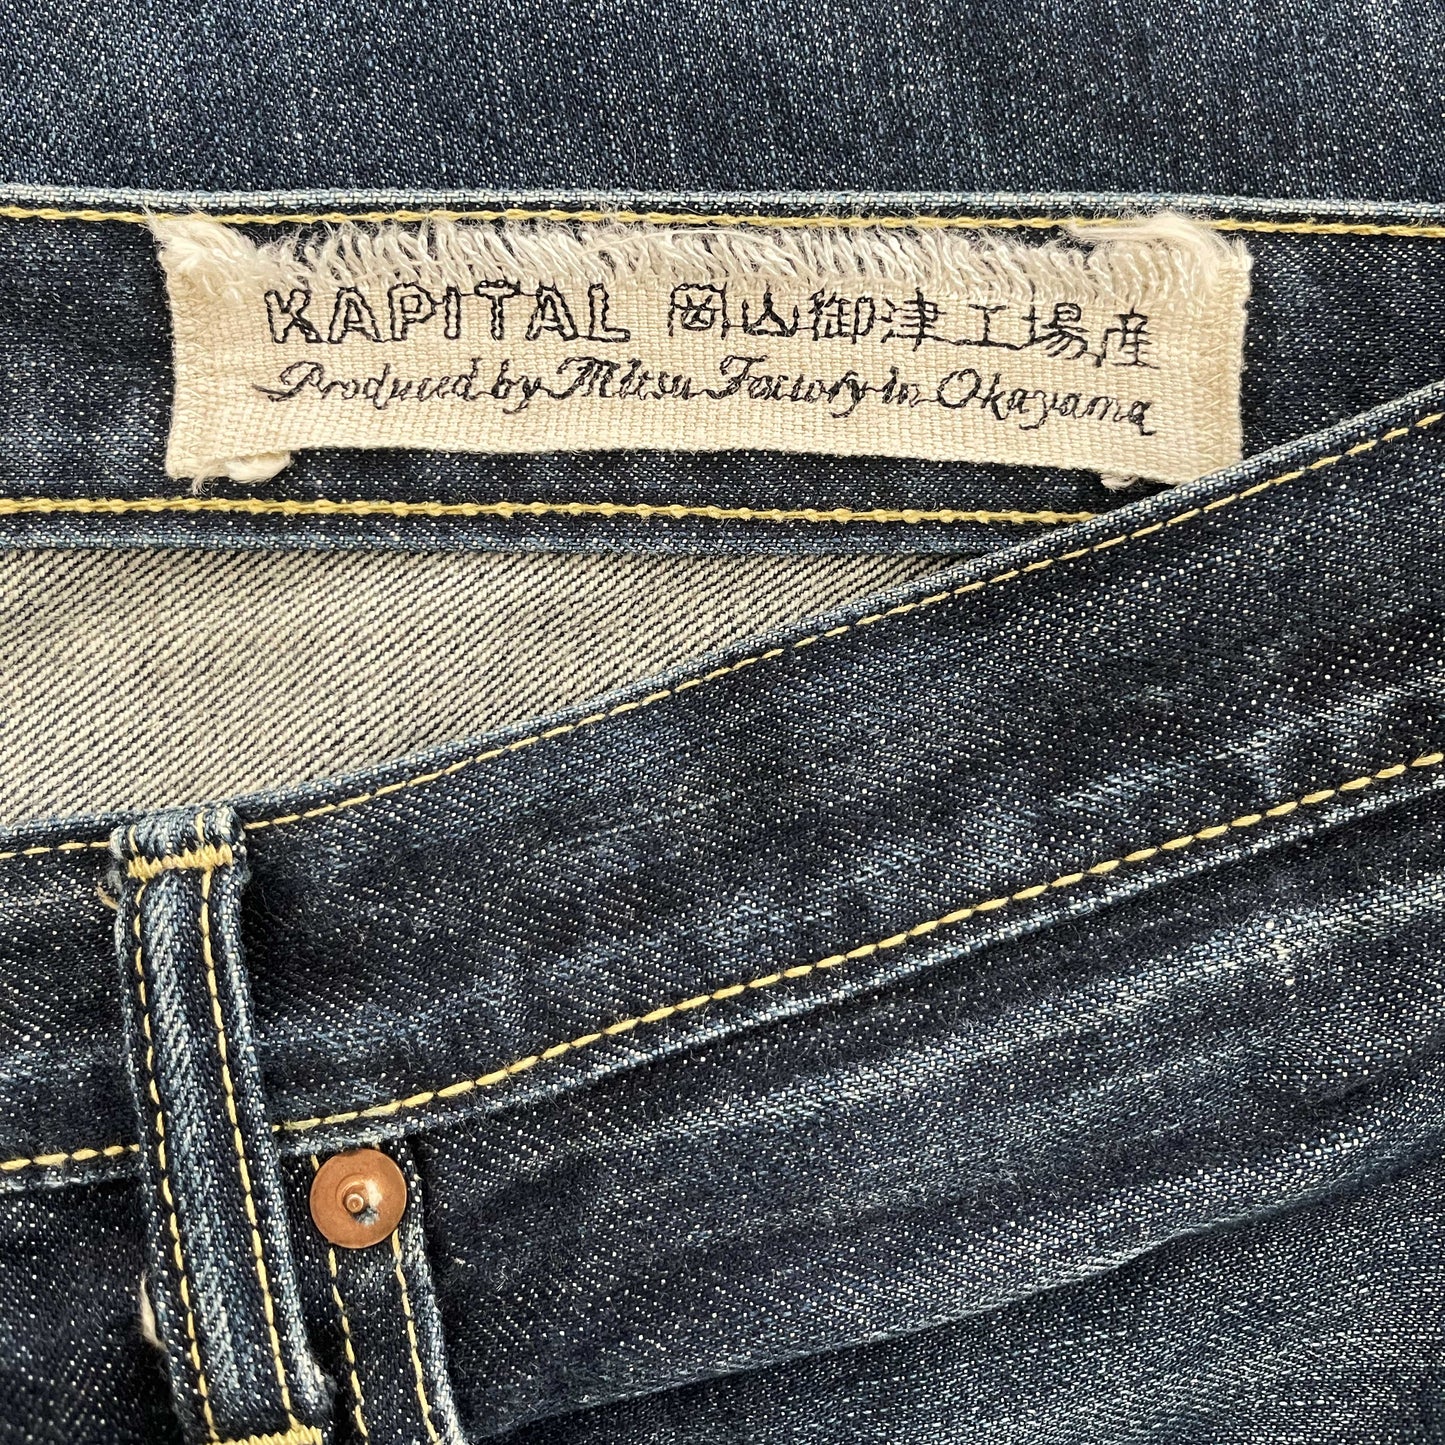 KAPITAL 岡山御津工場産
Produced by Mitsu Factory in Okayama